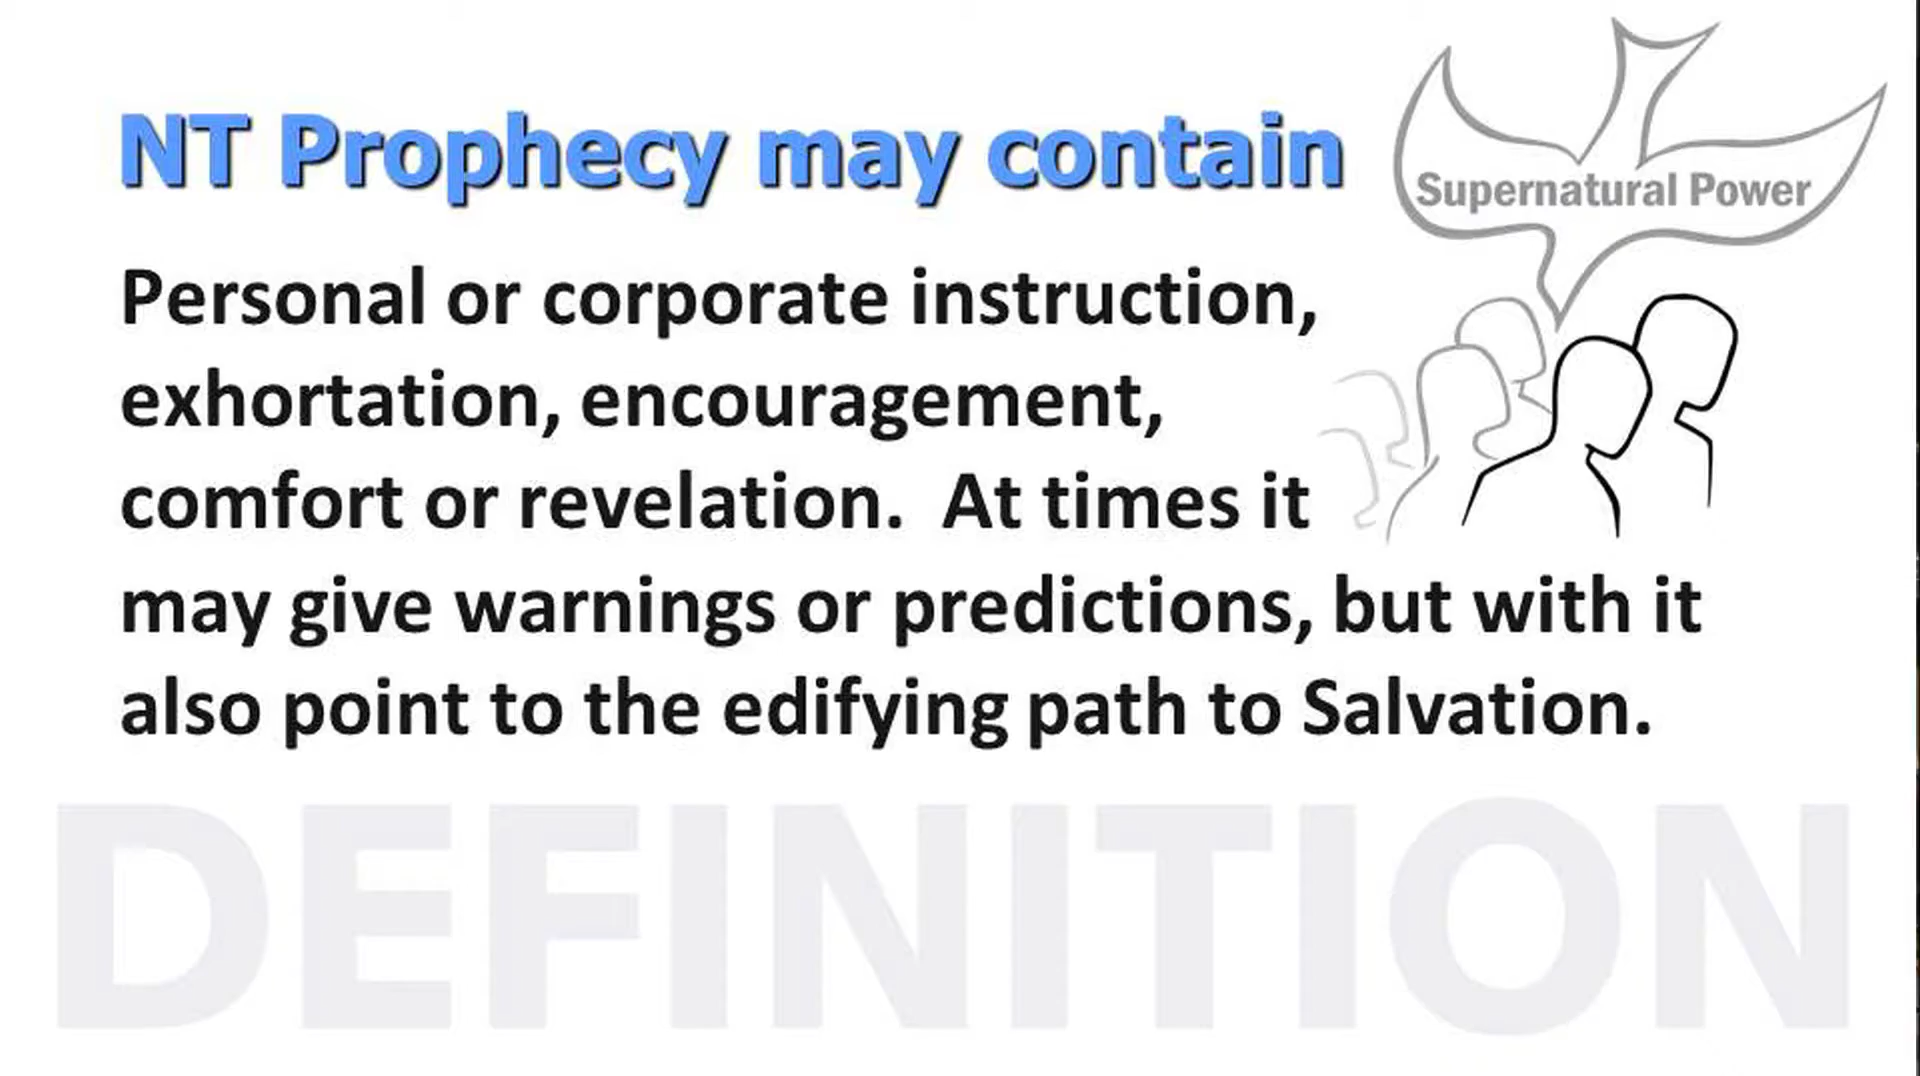 NT Prophecy may contain
Supernatural Power
Personal or corporate instruction,
exhortation, encouragement,
comfort or revelation.  At times it
may give warnings or predictions, but with it
also point to the edifying path to Salvation.
DEFINITION